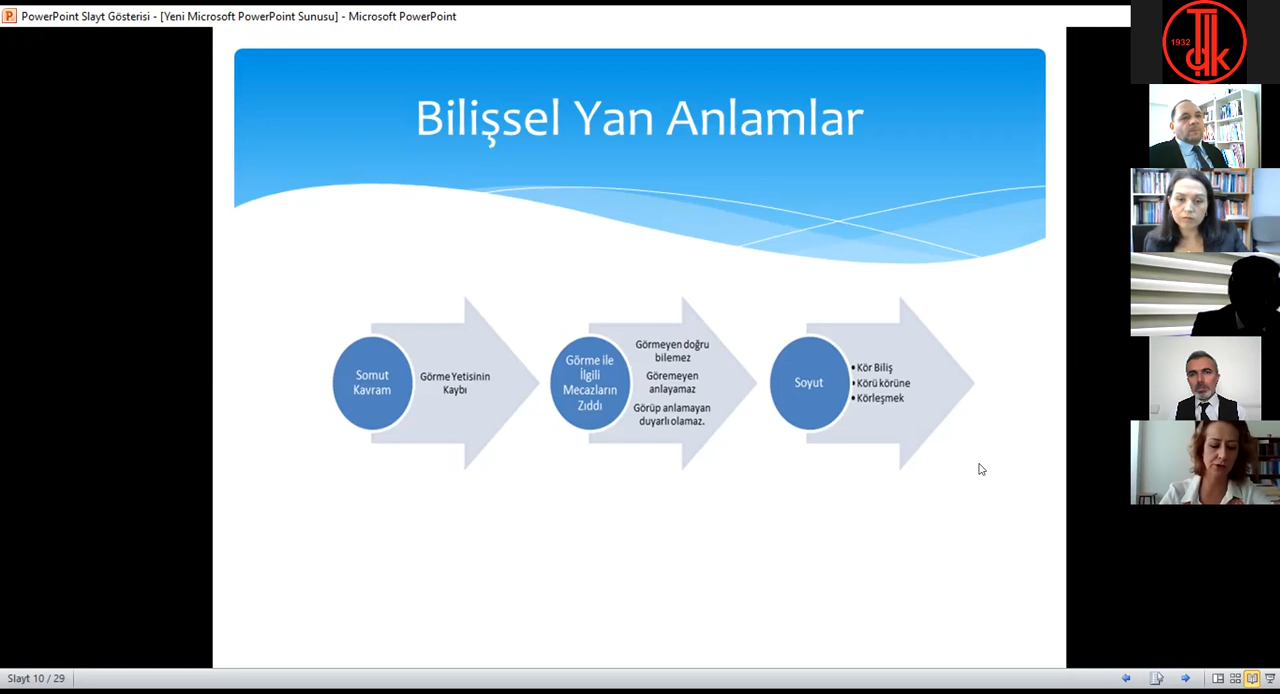 PowerPoint Slayt Gösterisi - [Yeni Microsoft PowerPoint Sunusu] - Microsoft PowerPoint
1932
Bilişsel Yan Anlamlar
Somut
Kavram
Görme Yetisinin
Kaybı
Görme ile
İlgili
Mecazların
Zıddı
Görmeyen doğru
bilemez
Göremeyen
anlayamaz
Görüp anlamayan
duyarlı olamaz.
Soyut
• Kör Biliş
• Körü körüne
• Körleşmek
Slayt 10 / 29